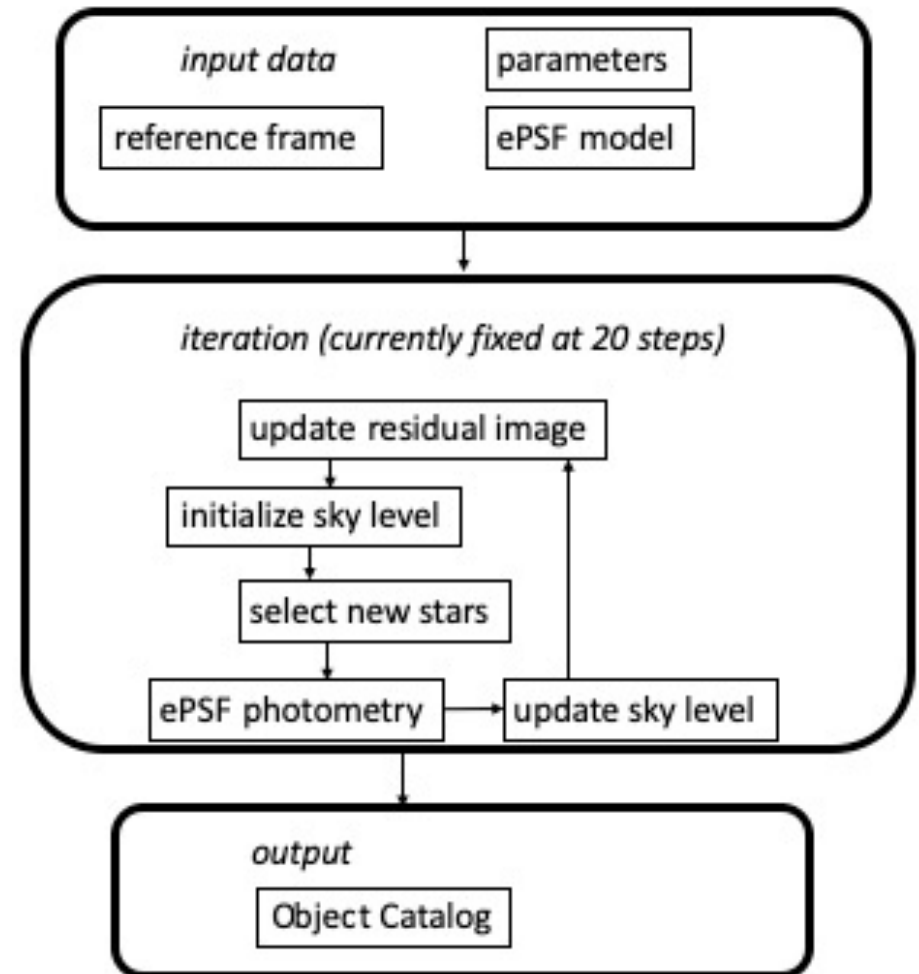 input data
parameters
reference frame
ePSF model
iteration (currently fixed at 20 steps)
update residual image
initialize sky level
select new stars
ePSF photometry
update sky level
output
Object Catalog